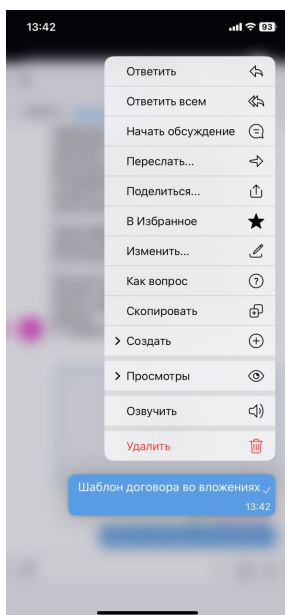 13:42 93
Ответить
Ответить всем
Начать обсуждение
Переслать...
Поделиться...
В Избранное
Изменить...
Как вопрос
Скопировать
Создать
Просмотры
Озвучить
Удалить
Шаблон договора во вложениях
13:42